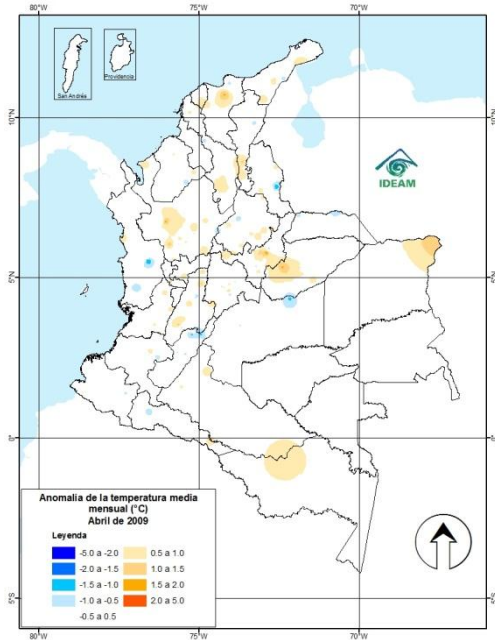 80°W 75°W 70°W
San Andrés
Providencia
10°N
10°N
IDEAM
5°N
5°N
Anomalia de la temperatura media
mensual (°C)
Abril de 2009
Leyenda
-5.0 a -2.0 0.5 a 1.0
-2.0 a -1.5 1.0 a 1.5
-1.5 a -1.0 1.5 a 2.0
-1.0 a -0.5 2.0 a 5.0
-0.5 a 0.5
5°S
5°S
80°W 75°W 70°W